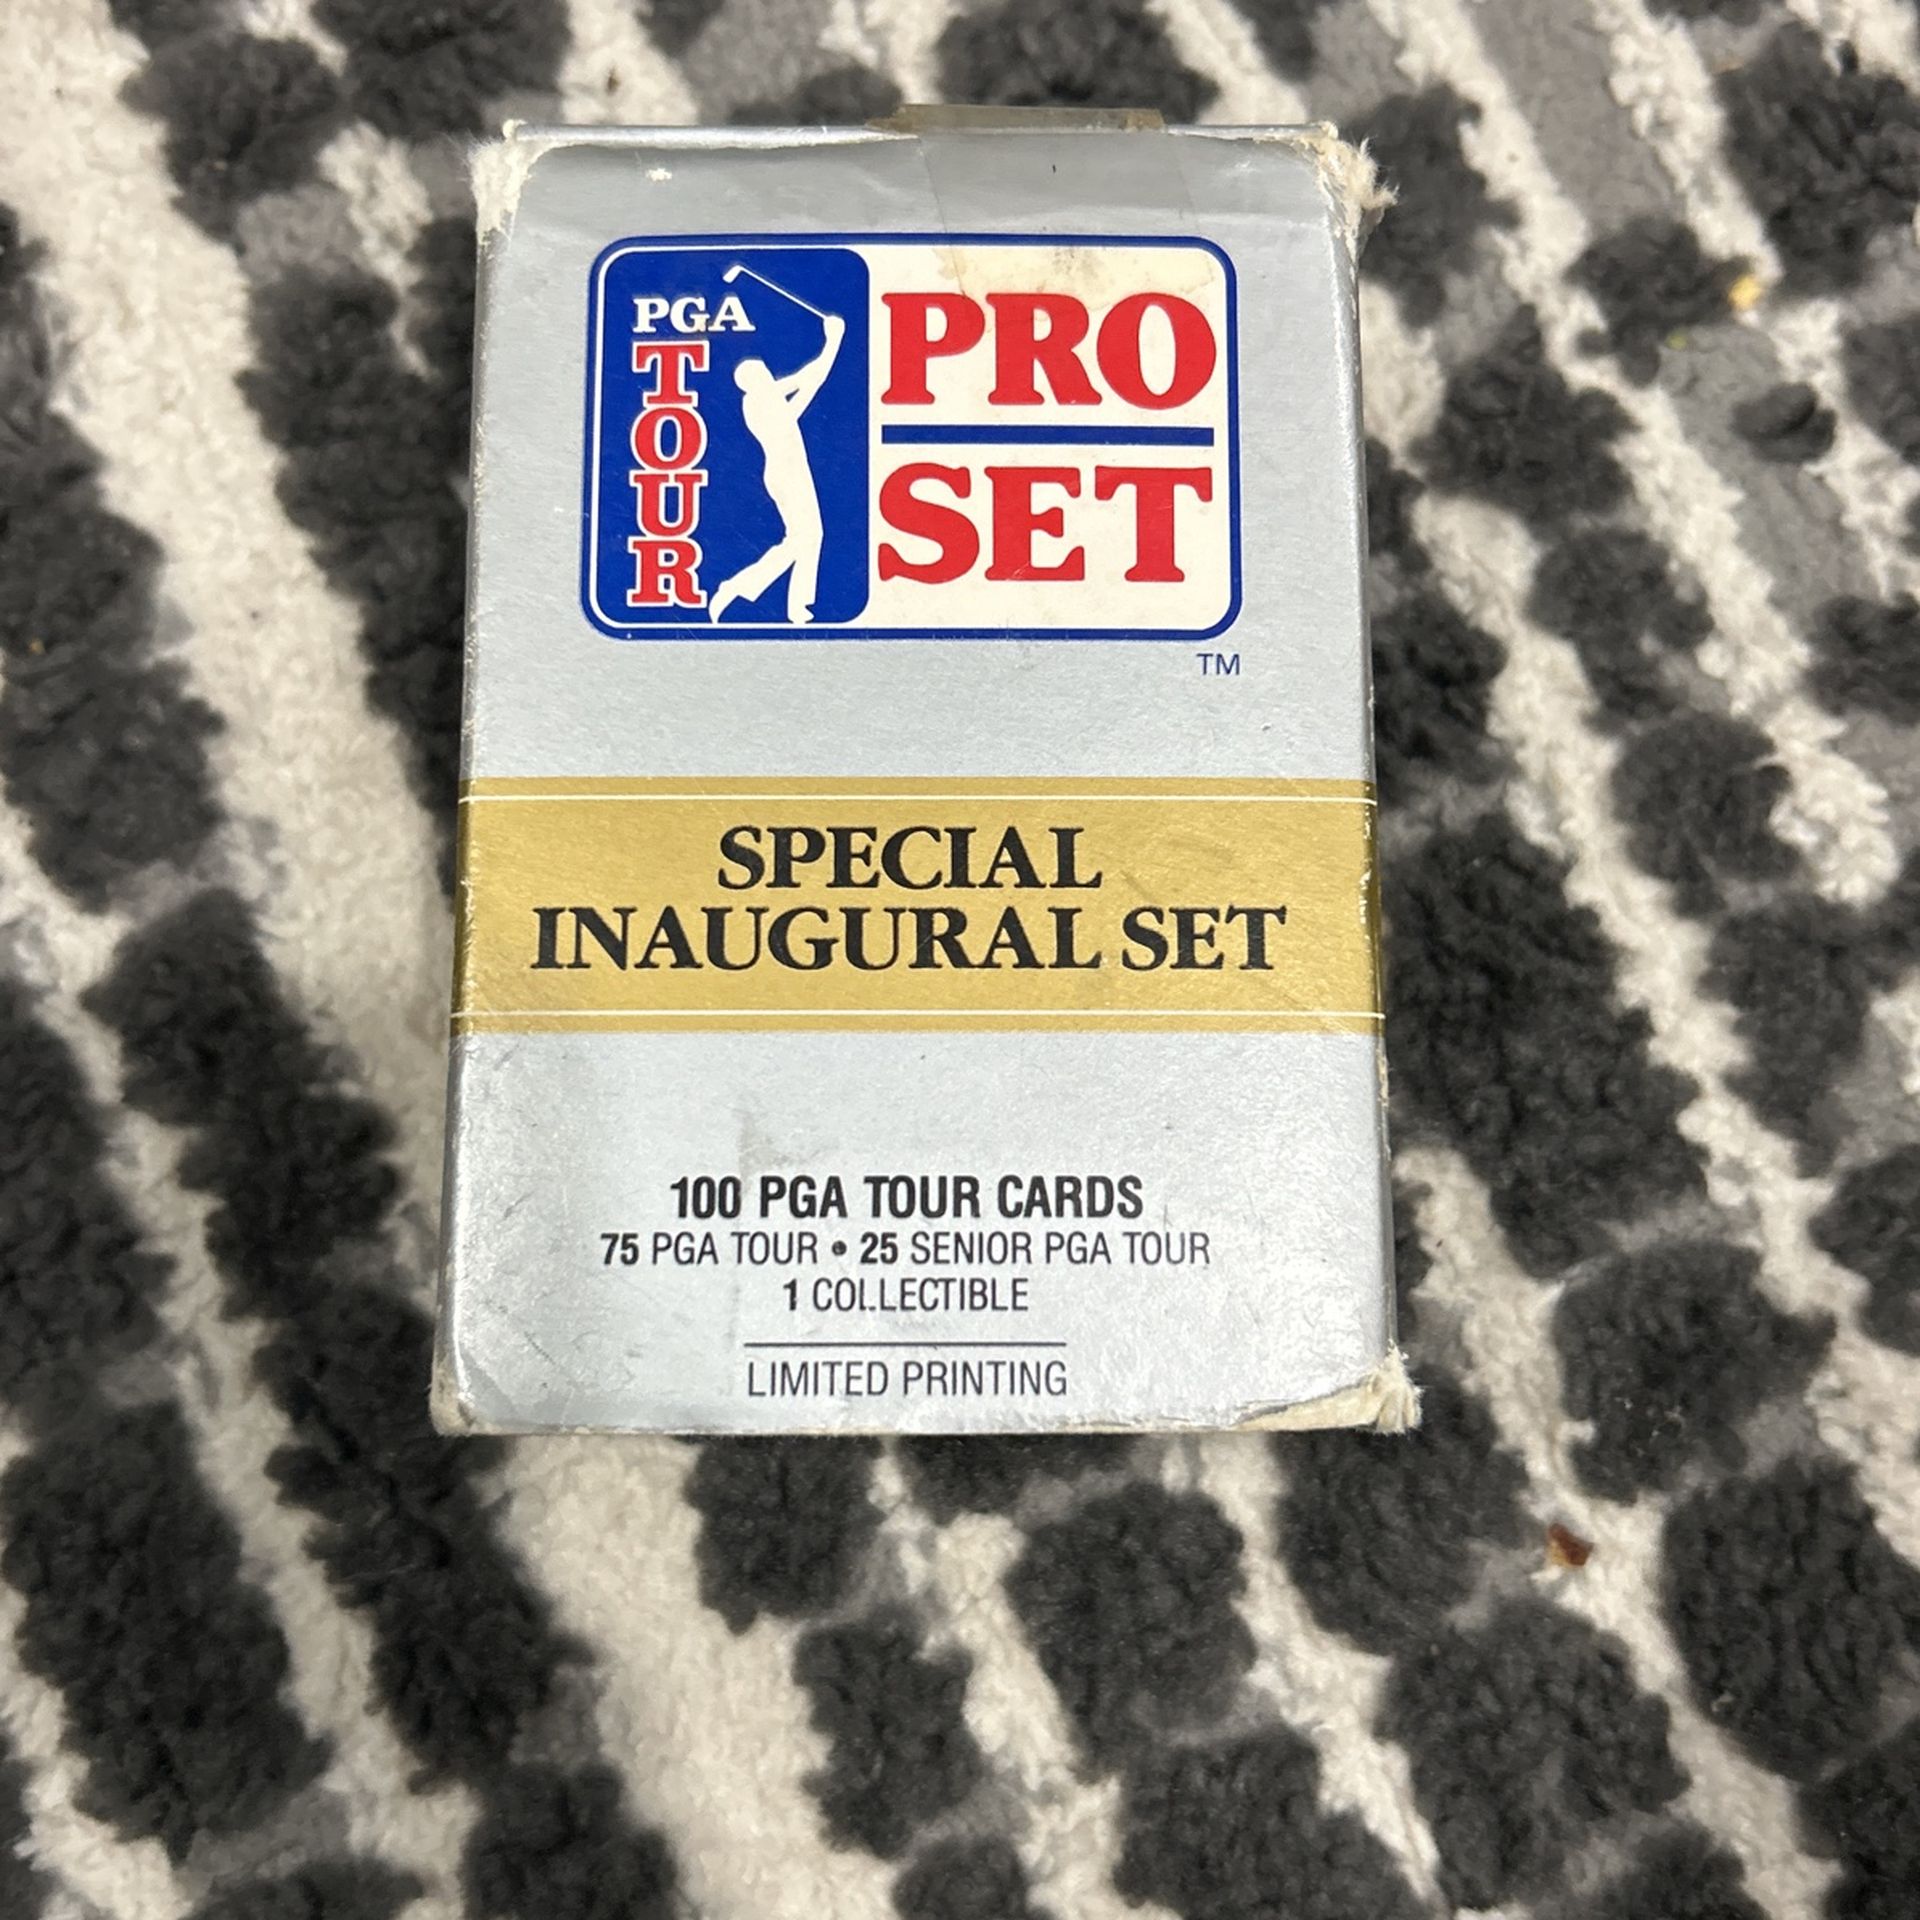 PGA
TOUR
PRO
SET
TM
SPECIAL
INAUGURAL SET
100 PGA TOUR CARDS
75 PGA TOUR • 25 SENIOR PGA TOUR
1 COLLECTIBLE
LIMITED PRINTING